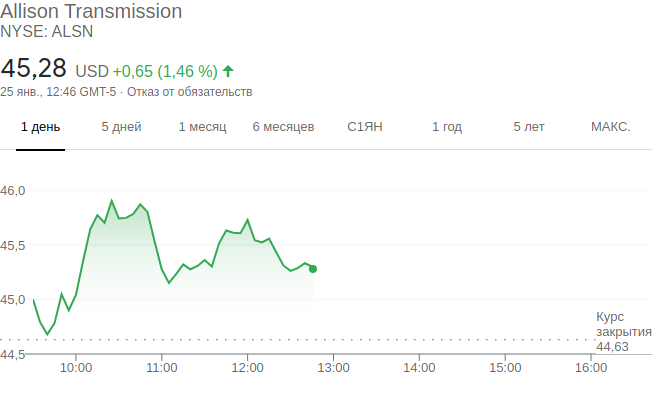 Allison Transmission
NYSE: ALSN
45,28 USD +0,65 (1,46 %)
25 янв., 12:46 GMT-5 · Отказ от обязательств
1 день 5 дней 1 месяц 6 месяцев С1ЯН 1 год 5 лет МАКС.
46,0
45,5
45,0
Курс
закрытия
44,63
44,5
10:00 11:00 12:00 13:00 14:00 15:00 16:00